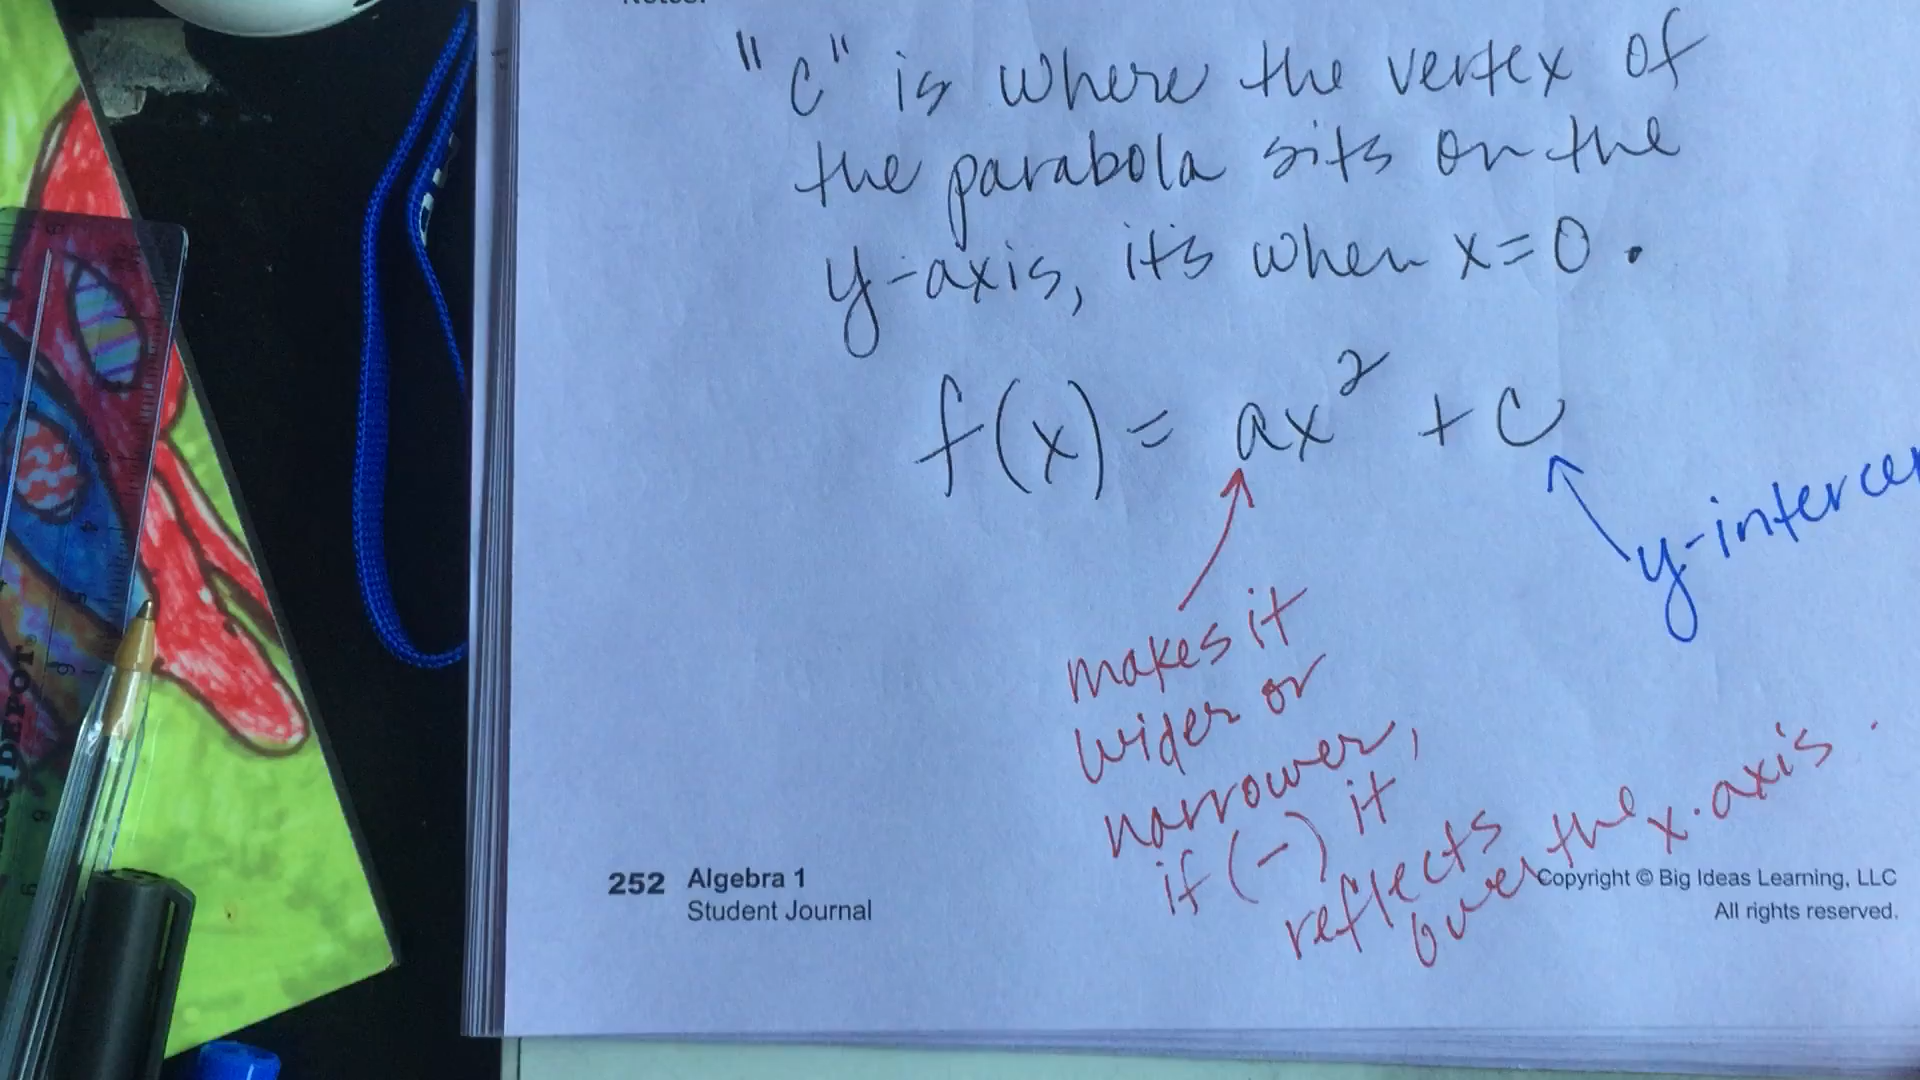 "c" is where the vertex of
the parabola sits on the
y-axis, it's when x=0.
f(x) = ax² + c
y-interce
makes it
wider or
narrower,
if (-) it
reflects
over the x-axis.
252 Algebra 1
Student Journal
Copyright © Big Ideas Learning, LLC
All rights reserved.